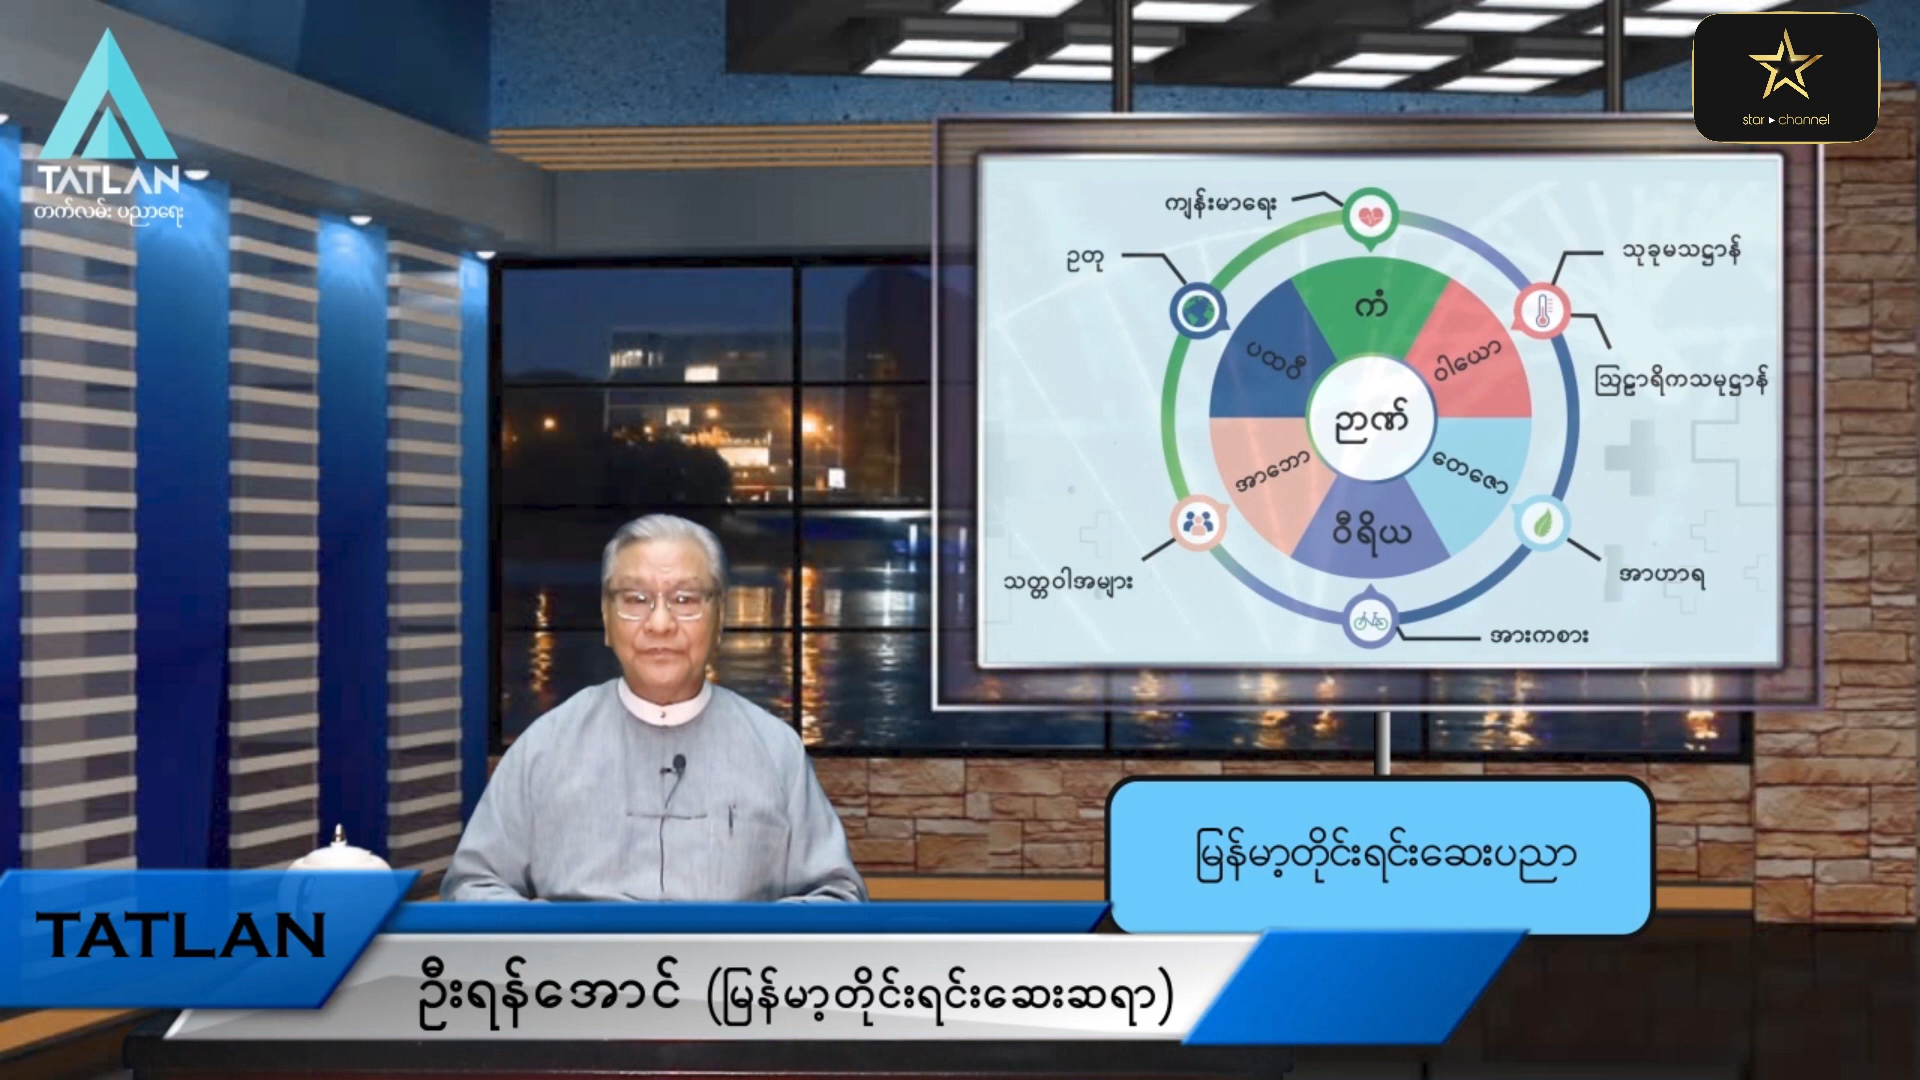 TATLAN
တက်လမ်း ပညာရေး
star channel
ကျန်းမာရေး
ဥတု
သုခုမသဋ္ဌာန်
ဩဠာရိကသမုဋ္ဌာန်
ကံ
ပထဝီ
ဝါယော
ဉာဏ်
အာဘော
တေဇော
ဝီရိယ
သတ္တဝါအများ
အာဟာရ
အားကစား
မြန်မာ့တိုင်းရင်းဆေးပညာ
TATLAN
ဦးရန်အောင် (မြန်မာ့တိုင်းရင်းဆေးဆရာ)